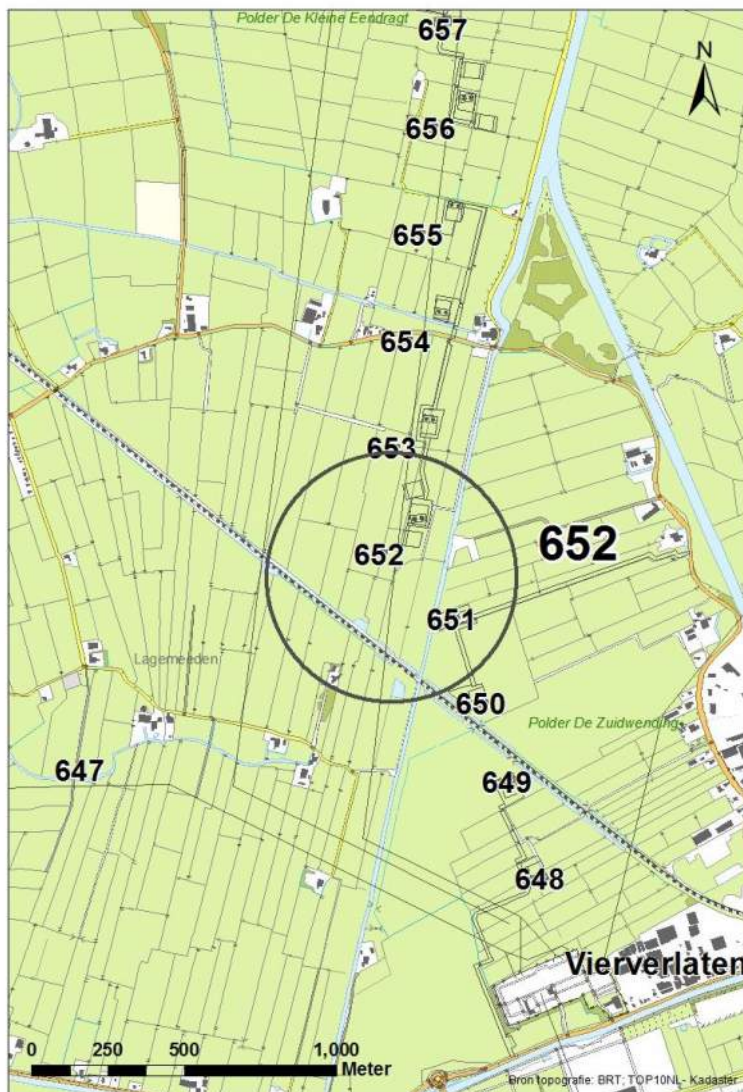 Polder De Kleine Eendragt
657
N
656
655
654
653
652
652
651
Lagemeeden
650
Polder De Zuidwending
647
649
648
Vierverlaten
0 250 500 1,000
Meter
Bron topografie: BRT: TOP10NL - Kadaster